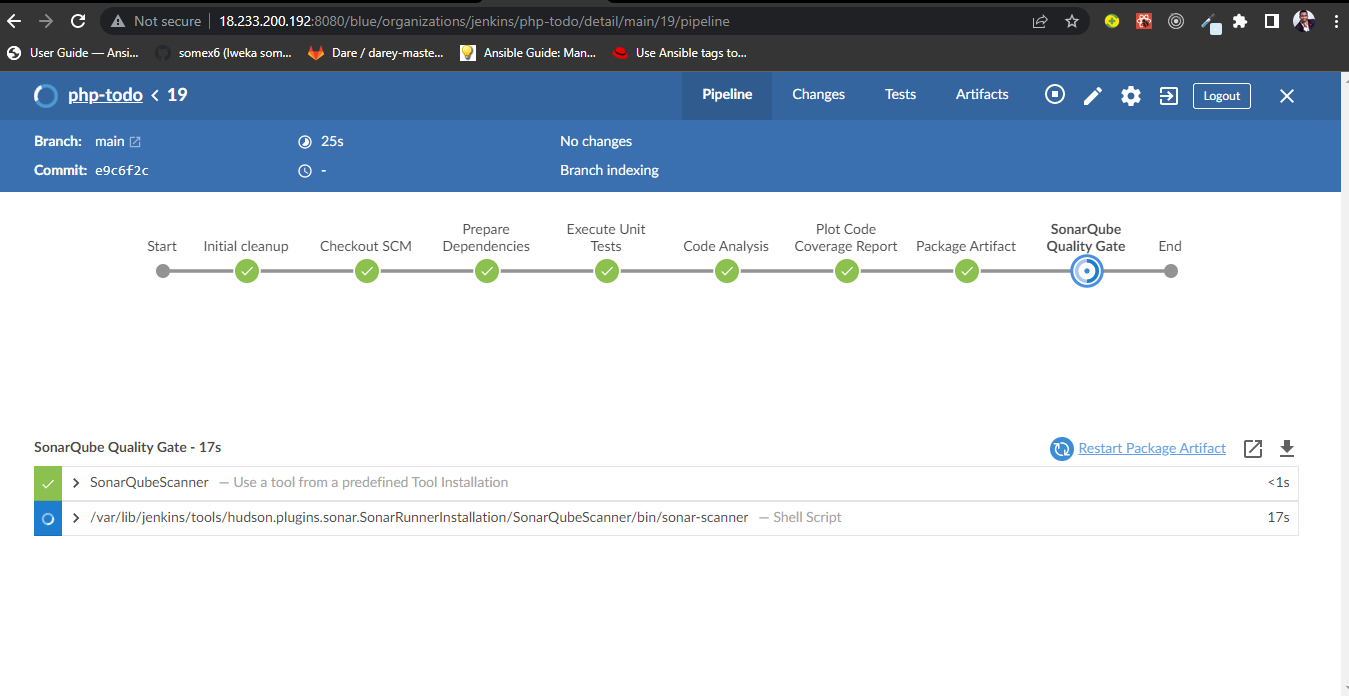 Not secure | 18.233.200.192:8080/blue/organizations/jenkins/php-todo/detail/main/19/pipeline
User Guide — Ansi... somex6 (Iweka som... Dare / darey-maste... Ansible Guide: Man... Use Ansible tags to...
php-todo < 19 Pipeline Changes Tests Artifacts Logout
Branch: main 25s No changes
Commit: e9c6f2c - Branch indexing
Start Initial cleanup Checkout SCM Prepare Dependencies Execute Unit Tests Code Analysis Plot Code Coverage Report Package Artifact SonarQube Quality Gate End
SonarQube Quality Gate - 17s Restart Package Artifact
SonarQubeScanner — Use a tool from a predefined Tool Installation <1s
/var/lib/jenkins/tools/hudson.plugins.sonar.SonarRunnerInstallation/SonarQubeScanner/bin/sonar-scanner — Shell Script 17s